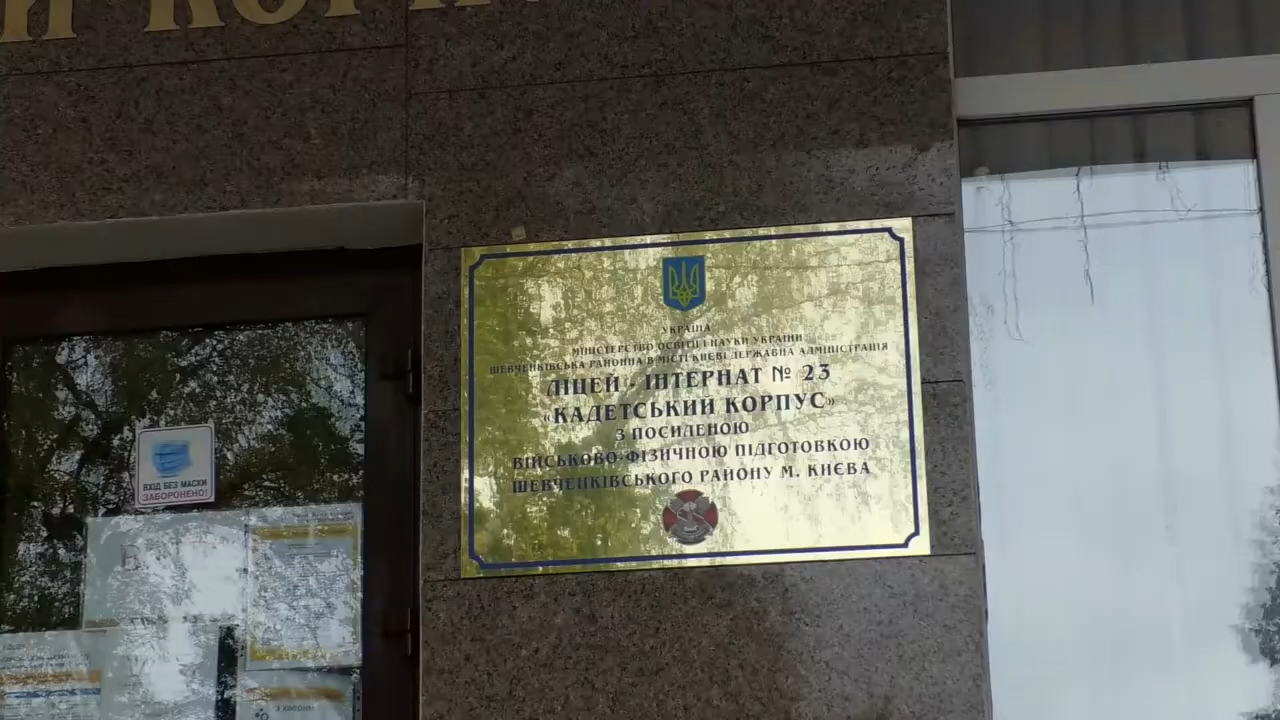 УКРАЇНА
МІНІСТЕРСТВО ОСВІТИ І НАУКИ УКРАЇНИ
ШЕВЧЕНКІВСЬКА РАЙОННА В МІСТІ КИЄВІ ДЕРЖАВНА АДМІНІСТРАЦІЯ
ЛІЦЕЙ - ІНТЕРНАТ № 23
«КАДЕТСЬКИЙ КОРПУС»
З ПОСИЛЕНОЮ
ВІЙСЬКОВО-ФІЗИЧНОЮ ПІДГОТОВКОЮ
ШЕВЧЕНКІВСЬКОГО РАЙОНУ М. КИЄВА
ВХІД БЕЗ МАСКИ
ЗАБОРОНЕНО!